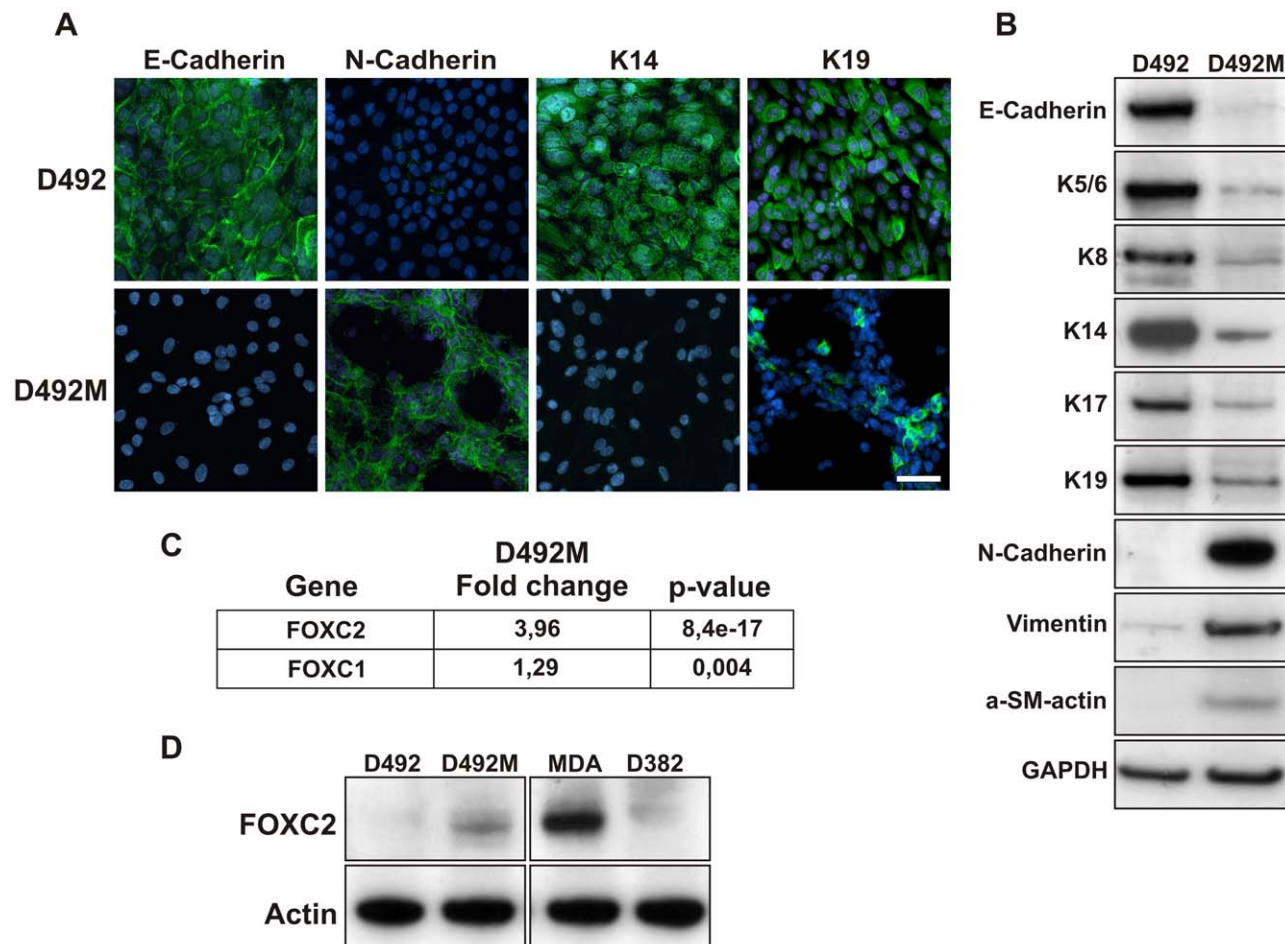 A
E-Cadherin N-Cadherin K14 K19
D492
D492M
B
D492 D492M
E-Cadherin
K5/6
K8
K14
K17
K19
N-Cadherin
Vimentin
a-SM-actin
GAPDH
C
D492M
Gene Fold change p-value
FOXC2 3,96 8,4e-17
FOXC1 1,29 0,004
D
D492 D492M MDA D382
FOXC2
Actin